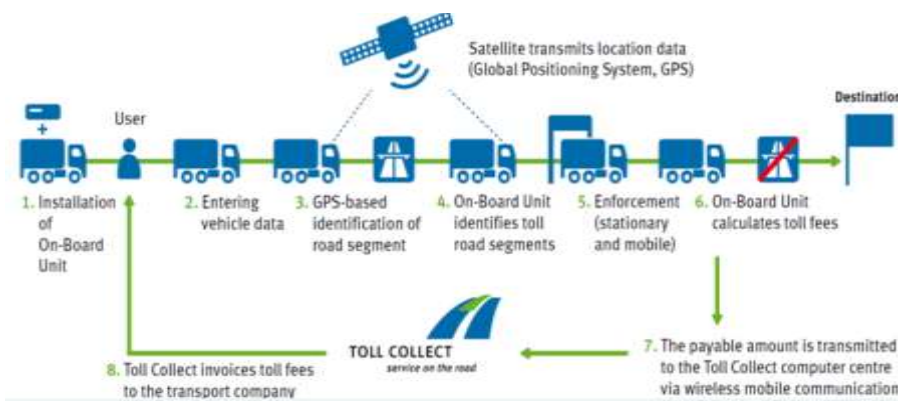 Satellite transmits location data
(Global Positioning System, GPS)
Destination
+
User
1. Installation
of
On-Board
Unit
2. Entering
vehicle data
3. GPS-based
identification of
road segment
4. On-Board Unit
identifies toll
road segments
5. Enforcement
(stationary
and mobile)
6. On-Board Unit
calculates toll fees
7. The payable amount is transmitted
to the Toll Collect computer centre
via wireless mobile communication
TOLL COLLECT
service on the road
8. Toll Collect invoices toll fees
to the transport company